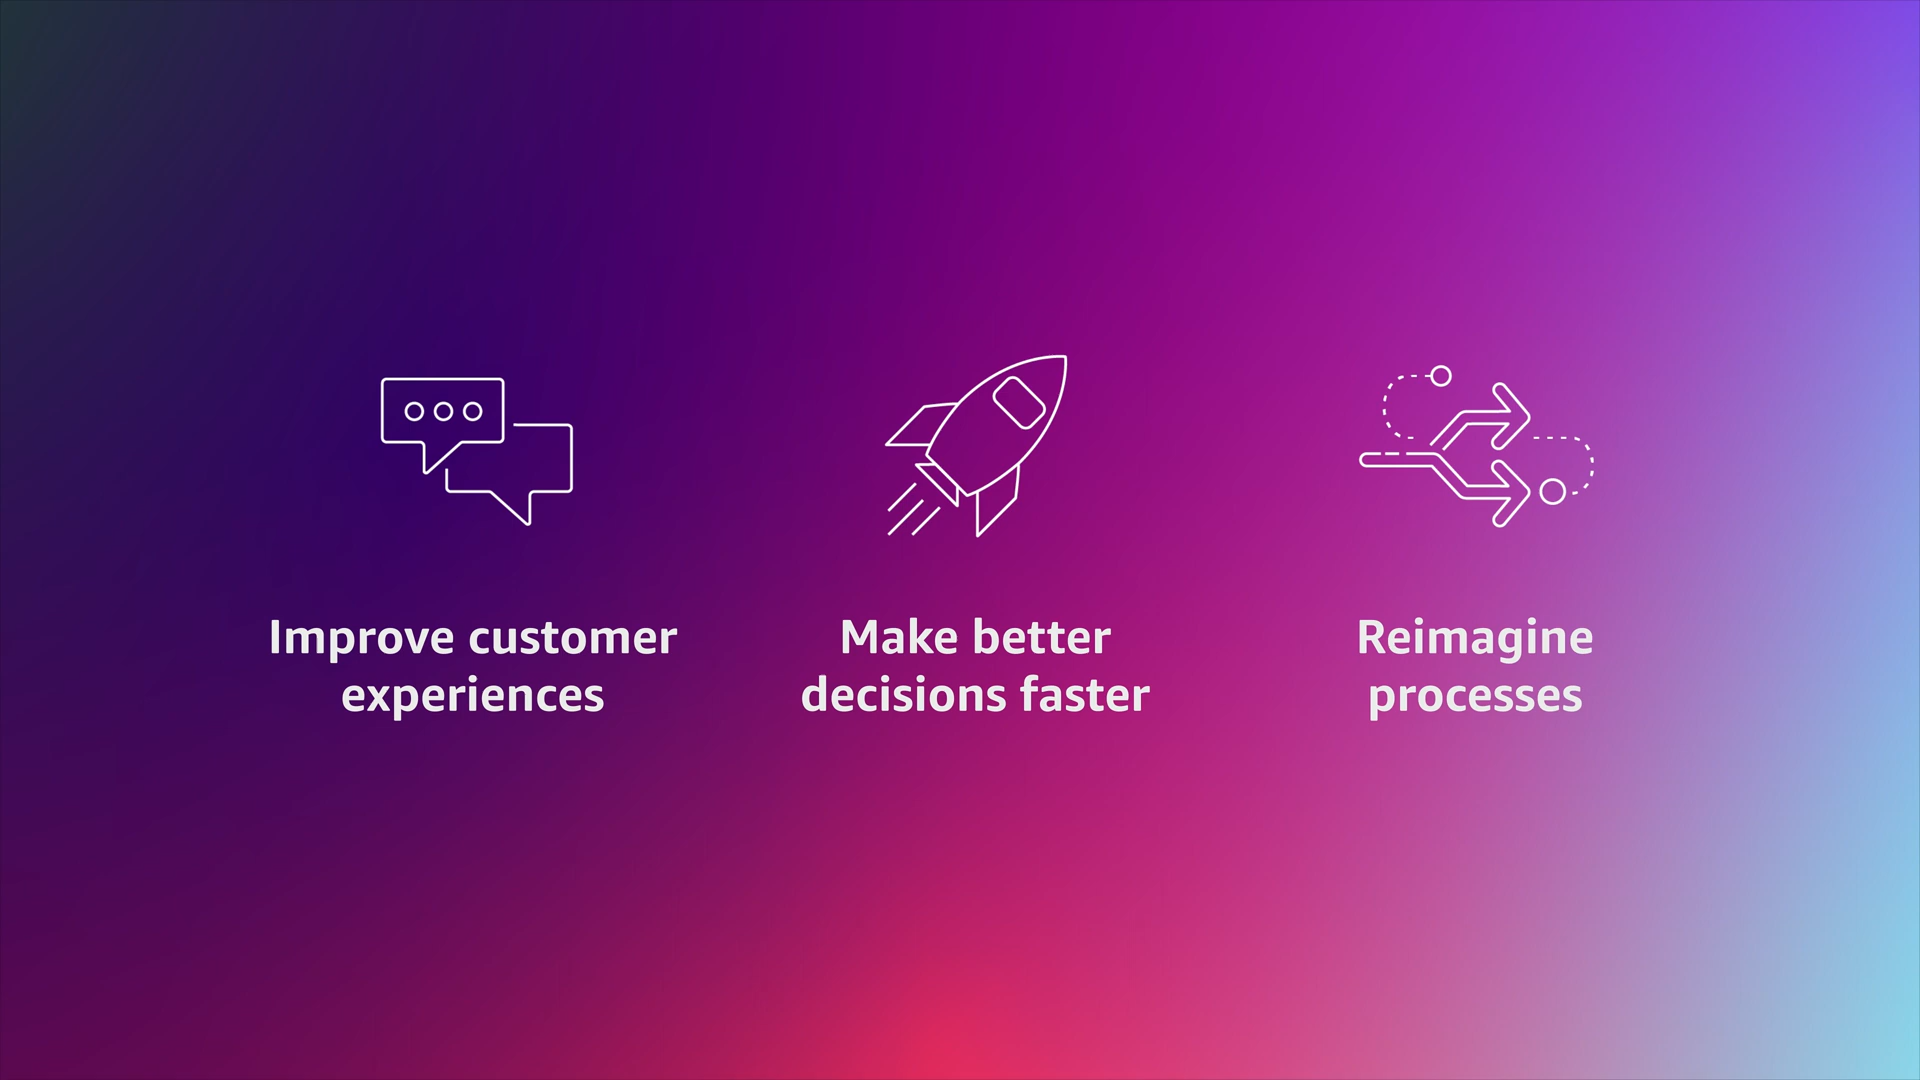 Improve customer
experiences
Make better
decisions faster
Reimagine
processes